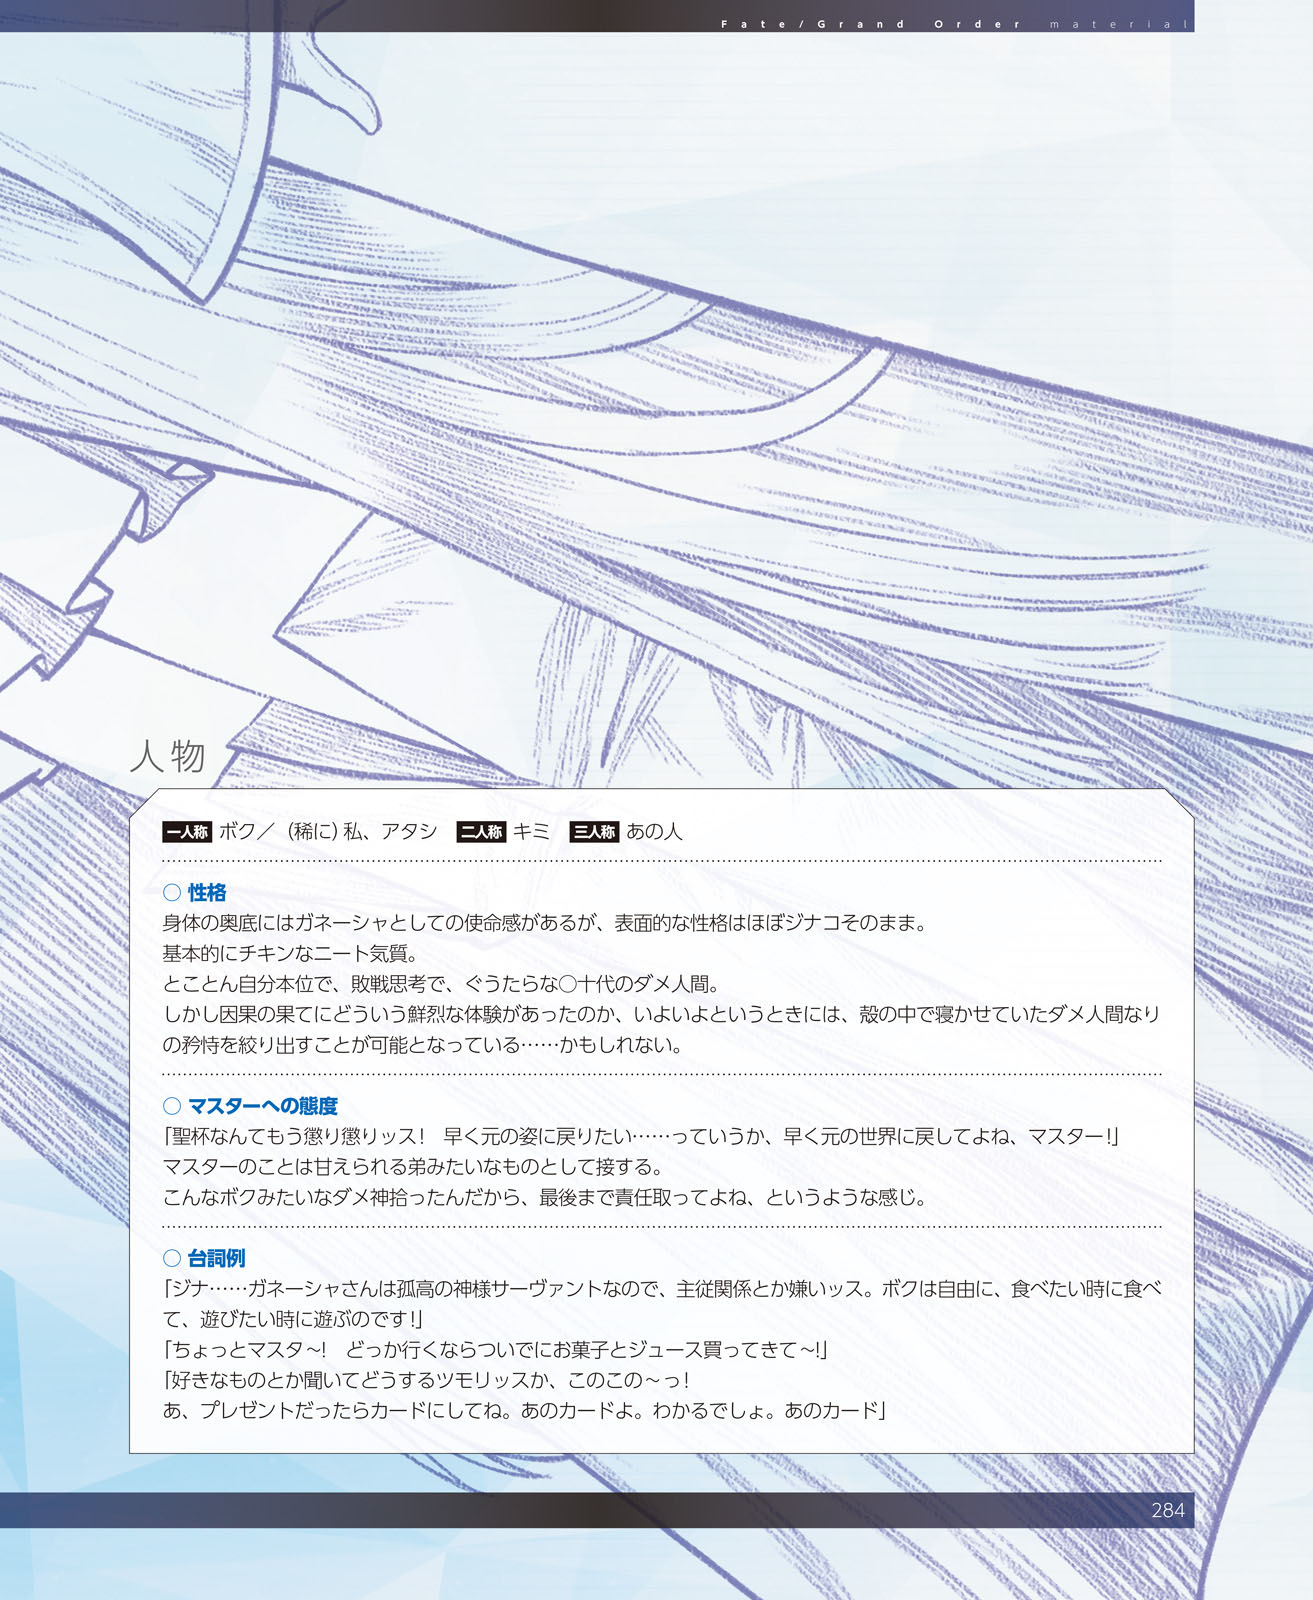 Fate/Grand Order material
人物
一人称 ボク／（稀に）私、アタシ 二人称 キミ 三人称 あの人
○ 性格
身体の奥底にはガネーシャとしての使命感があるが、表面的な性格はほぼジナコそのまま。
基本的にチキンなニート気質。
とことん自分本位で、敗戦思考で、ぐうたらな○十代のダメ人間。
しかし因果の果てにどういう鮮烈な体験があったのか、いよいよというときには、殻の中で寝かせていたダメ人間なり
の矜恃を絞り出すことが可能となっている……かもしれない。
○ マスターへの態度
「聖杯なんてもう懲り懲りッス！　早く元の姿に戻りたい……っていうか、早く元の世界に戻してよね、マスター！」
マスターのことは甘えられる弟みたいなものとして接する。
こんなボクみたいなダメ神拾ったんだから、最後まで責任取ってよね、というような感じ。
○ 台詞例
「ジナ……ガネーシャさんは孤高の神様サーヴァントなので、主従関係とか嫌いッス。ボクは自由に、食べたい時に食べ
て、遊びたい時に遊ぶのです！」
「ちょっとマスタ～！　どっか行くならついでにお菓子とジュース買ってきて～！」
「好きなものとか聞いてどうするツモリッスか、このこの～っ！
あ、プレゼントだったらカードにしてね。あのカードよ。わかるでしょ。あのカード」
284